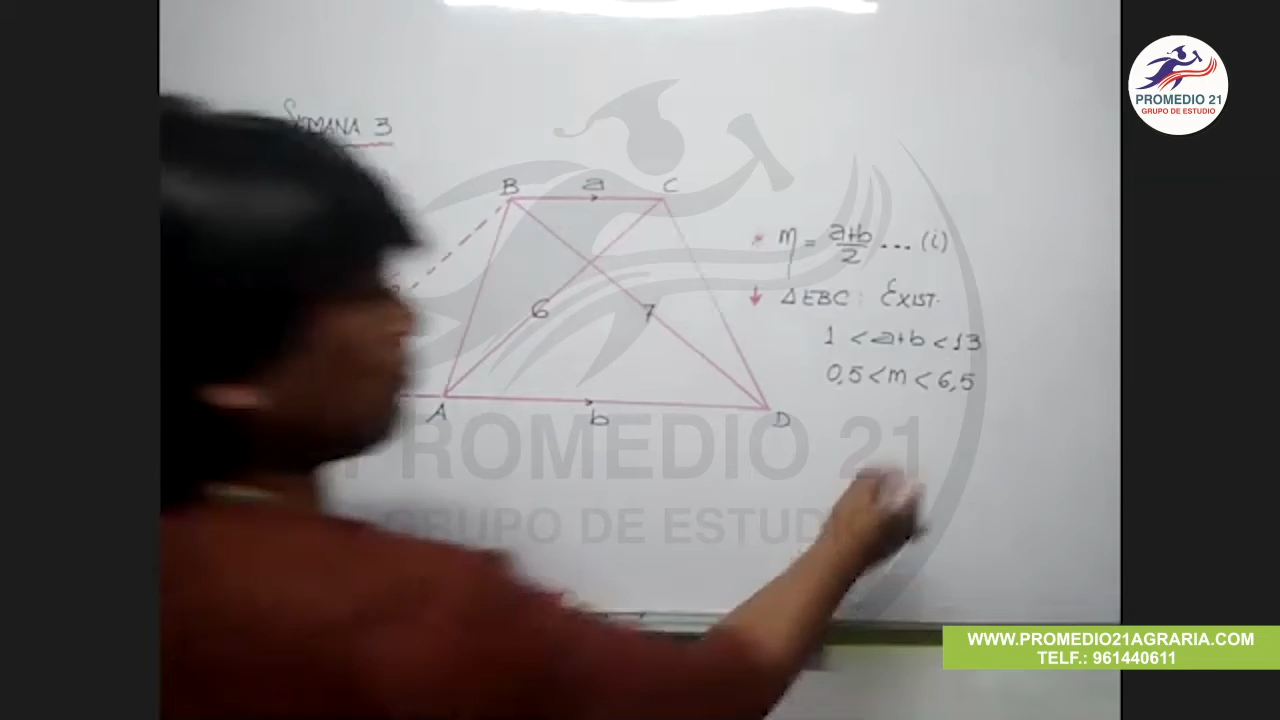 PROMEDIO 21
GRUPO DE ESTUDIO
SEMANA 3
B a C
6 7
A b D
* m = a+b/2 ... (i)
↓ △EBC: EXIST.
1 < a+b < 13
0,5 < m < 6,5
PROMEDIO 21
GRUPO DE ESTUDIO
WWW.PROMEDIO21AGRARIA.COM
TELF.: 961440611